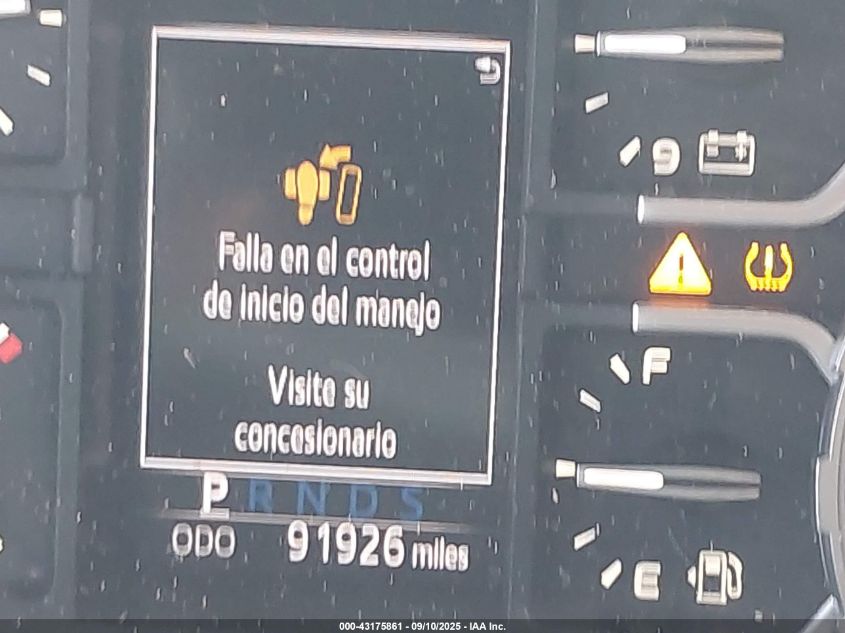 Falla en el control
de inicio del manejo
Visite su
concesionario
P R N D S
ODO 91926 miles
9
F
E
000-43175861 - 09/10/2025 - IAA Inc.